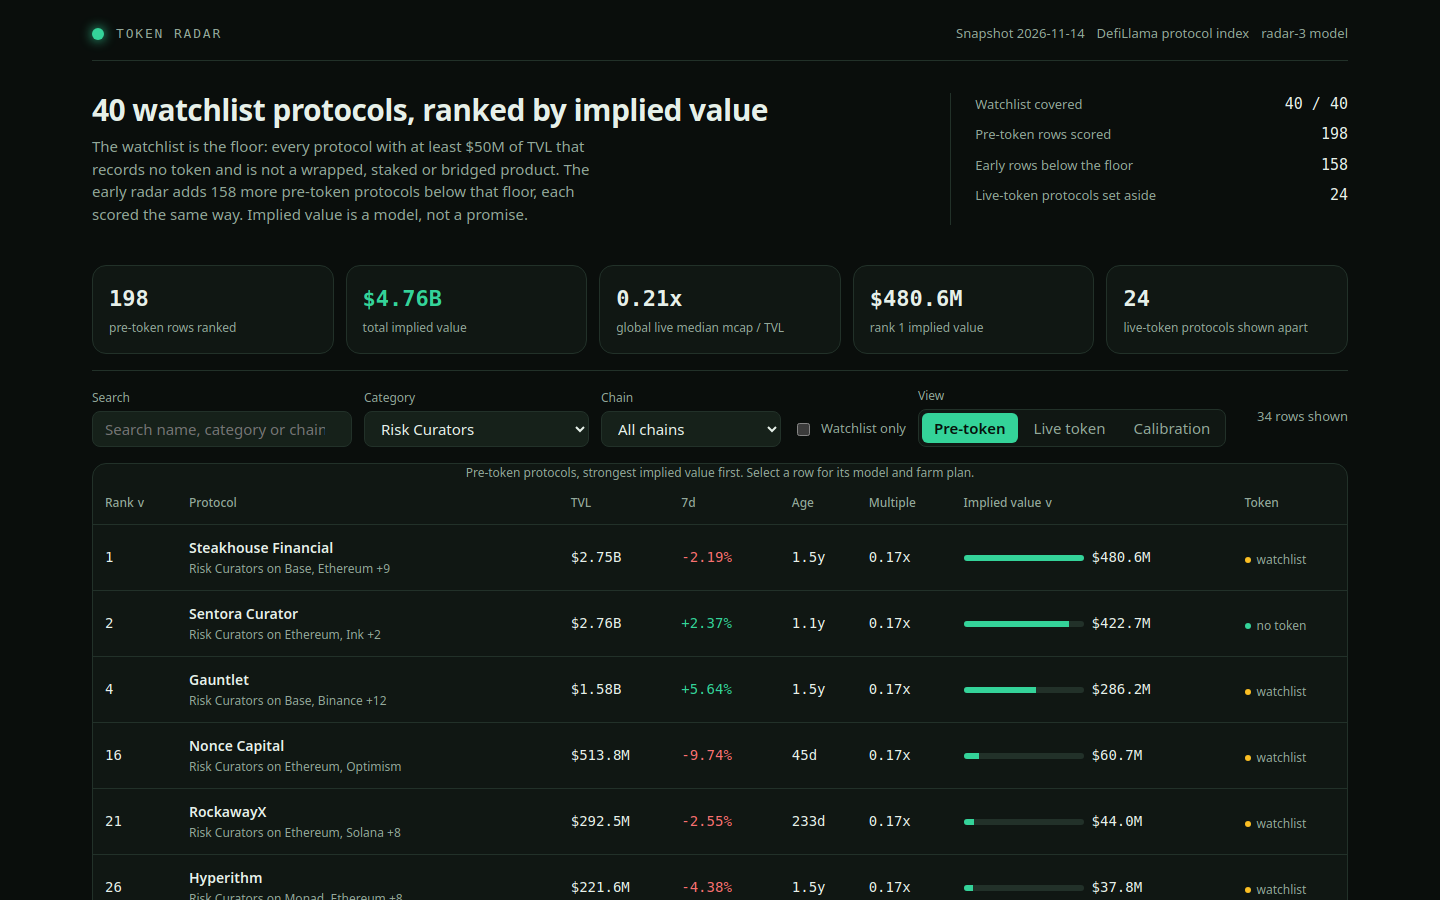 TOKEN RADAR
Snapshot 2026-11-14 DefiLlama protocol index radar-3 model
40 watchlist protocols, ranked by implied value
The watchlist is the floor: every protocol with at least $50M of TVL that
records no token and is not a wrapped, staked or bridged product. The
early radar adds 158 more pre-token protocols below that floor, each
scored the same way. Implied value is a model, not a promise.
Watchlist covered 40 / 40
Pre-token rows scored 198
Early rows below the floor 158
Live-token protocols set aside 24
198
pre-token rows ranked
$4.76B
total implied value
0.21x
global live median mcap / TVL
$480.6M
rank 1 implied value
24
live-token protocols shown apart
Search
Search name, category or chain
Category
Risk Curators
Chain
All chains
Watchlist only
View
Pre-token Live token Calibration
34 rows shown
Pre-token protocols, strongest implied value first. Select a row for its model and farm plan.
Rank v Protocol TVL 7d Age Multiple Implied value v Token
1 Steakhouse Financial $2.75B -2.19% 1.5y 0.17x $480.6M watchlist
Risk Curators on Base, Ethereum +9
2 Sentora Curator $2.76B +2.37% 1.1y 0.17x $422.7M no token
Risk Curators on Ethereum, Ink +2
4 Gauntlet $1.58B +5.64% 1.5y 0.17x $286.2M watchlist
Risk Curators on Base, Binance +12
16 Nonce Capital $513.8M -9.74% 45d 0.17x $60.7M watchlist
Risk Curators on Ethereum, Optimism
21 RockawayX $292.5M -2.55% 233d 0.17x $44.0M watchlist
Risk Curators on Ethereum, Solana +8
26 Hyperithm $221.6M -4.38% 1.5y 0.17x $37.8M watchlist
Risk Curators on Monad, Ethereum +8